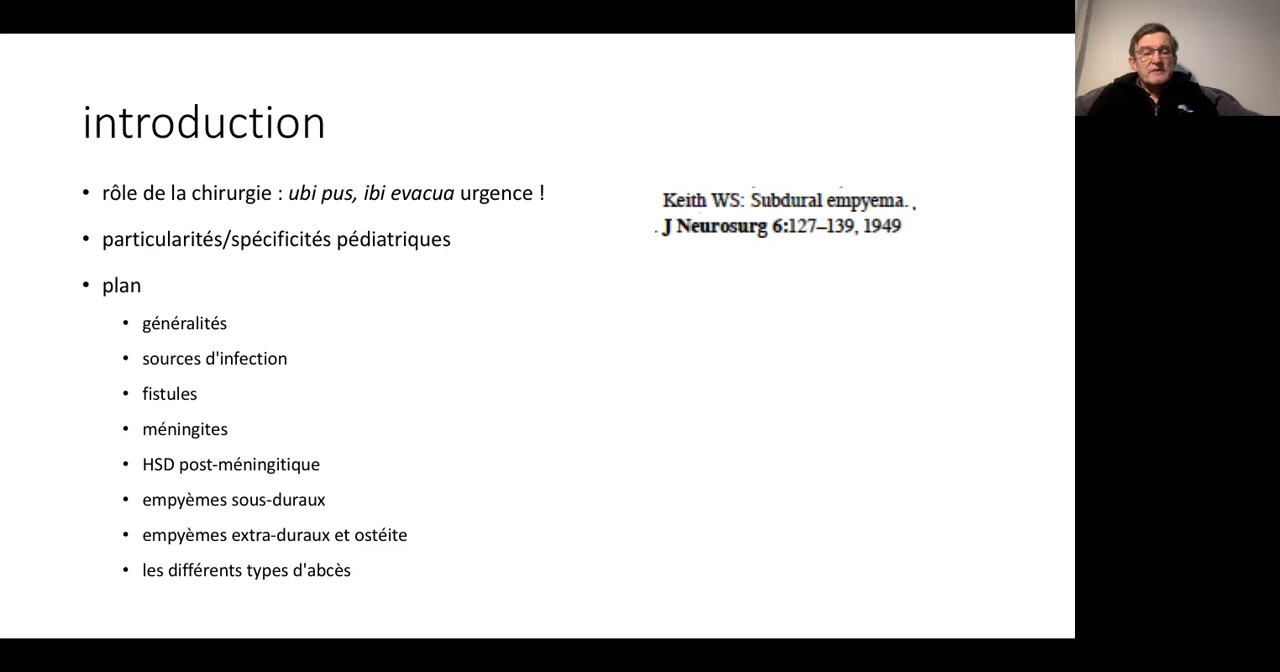 introduction
• rôle de la chirurgie : ubi pus, ibi evacua urgence !
• particularités/spécificités pédiatriques
• plan
• généralités
• sources d'infection
• fistules
• méningites
• HSD post-méningitique
• empyèmes sous-duraux
• empyèmes extra-duraux et ostéite
• les différents types d'abcès
Keith WS: Subdural empyema.
J Neurosurg 6:127–139, 1949